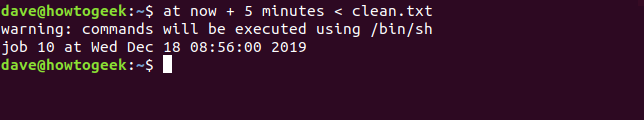 dave@howtogeek:~$ at now + 5 minutes < clean.txt
warning: commands will be executed using /bin/sh
job 10 at Wed Dec 18 08:56:00 2019
dave@howtogeek:~$